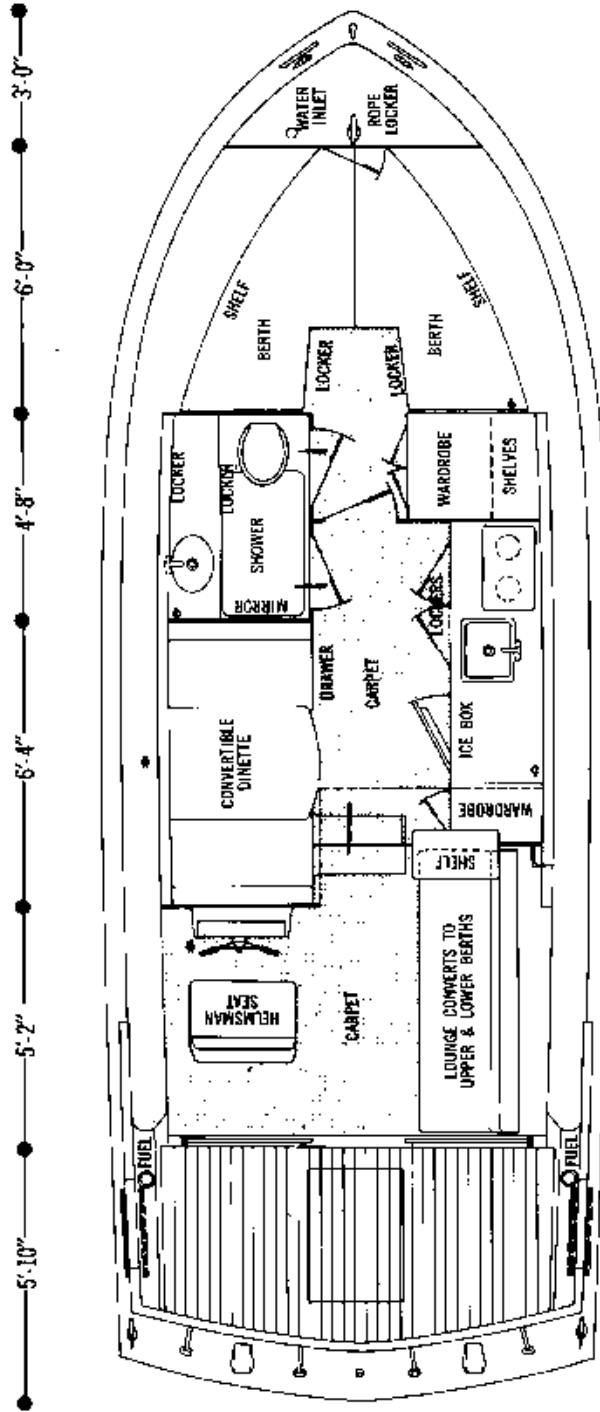 3'-0"
6'-0"
4'-8"
6'-4"
5'-2"
5'-10"
WATER
INLET
ROPE
LOCKER
SHELF
BERTH
SHELF
BERTH
LOCKER
LOCKER
LOCKER
LOCKER
SHOWER
MIRROR
WARDROBE
SHELVES
LOCKERS
DRAWER
CARPET
ICE BOX
CONVERTIBLE
DINETTE
WARDROBE
SHELF
HELMSMAN
SEAT
CARPET
LOUNGE CONVERTS TO
UPPER & LOWER BERTHS
FUEL
FUEL